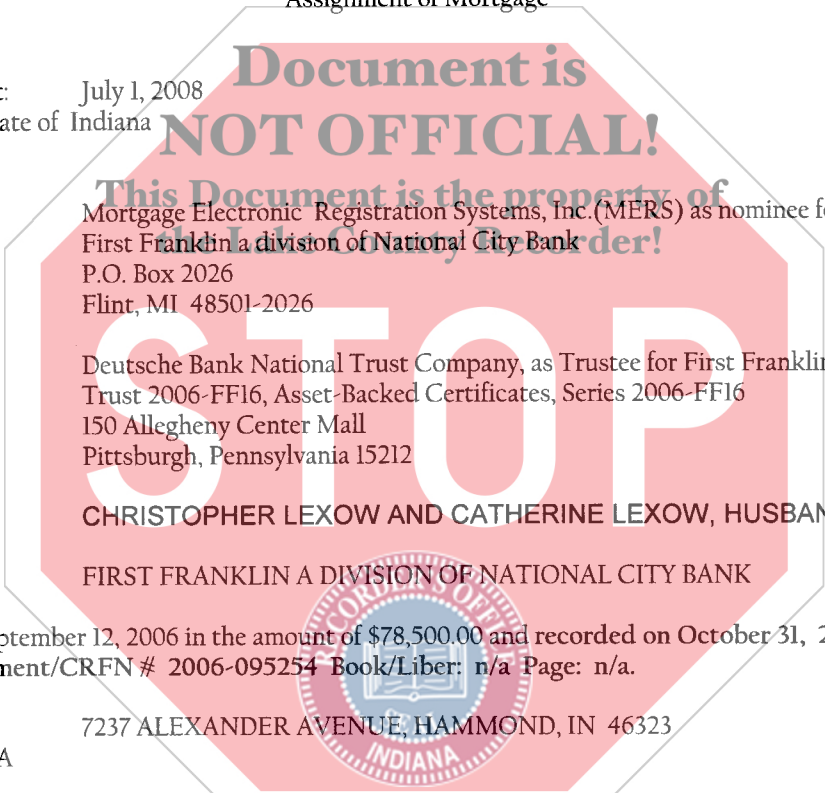 Assignment of Mortgage
Document is
July 1, 2008
ate of Indiana
NOT OFFICIAL!
This Document is the property of
Mortgage Electronic Registration Systems, Inc.(MERS) as nominee f
the Lake County Recorder!
First Franklin a division of National City Bank
P.O. Box 2026
Flint, MI 48501-2026
STOP
Deutsche Bank National Trust Company, as Trustee for First Franklin
Trust 2006-FF16, Asset-Backed Certificates, Series 2006-FF16
150 Allegheny Center Mall
Pittsburgh, Pennsylvania 15212
CHRISTOPHER LEXOW AND CATHERINE LEXOW, HUSBAN
FIRST FRANKLIN A DIVISION OF NATIONAL CITY BANK
RECORDER'S OFFICE
ptember 12, 2006 in the amount of $78,500.00 and recorded on October 31, 2
ment/CRFN # 2006-095254 Book/Liber: n/a Page: n/a.
SEAL
7237 ALEXANDER AVENUE, HAMMOND, IN 46323
INDIANA
A